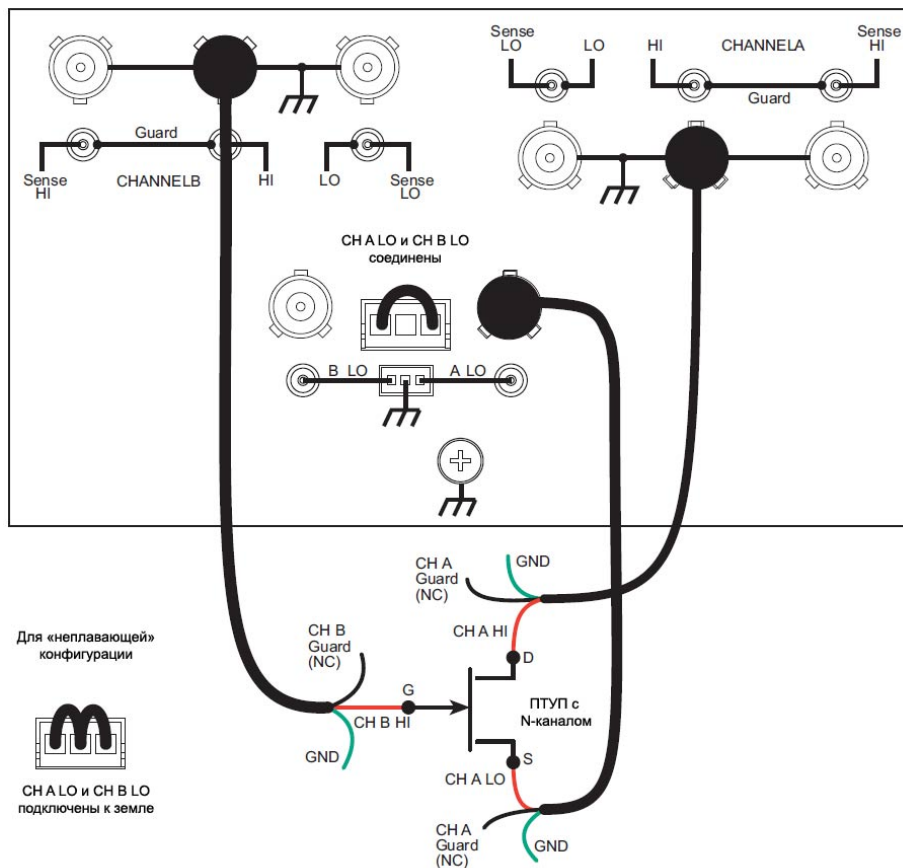 Sense
LO
LO
HI
CHANNELA
Sense
HI
Guard
Guard
Sense
HI
CHANNELB
HI
LO
Sense
LO
CH A LO и CH B LO
соединены
B LO
A LO
CH A
Guard
(NC)
GND
Для «неплавающей»
конфигурации
CH B
Guard
(NC)
CH A HI
D
G
ПТУП с
N-каналом
CH B HI
GND
S
CH A LO
CH A LO и CH B LO
подключены к земле
CH A
Guard
(NC)
GND